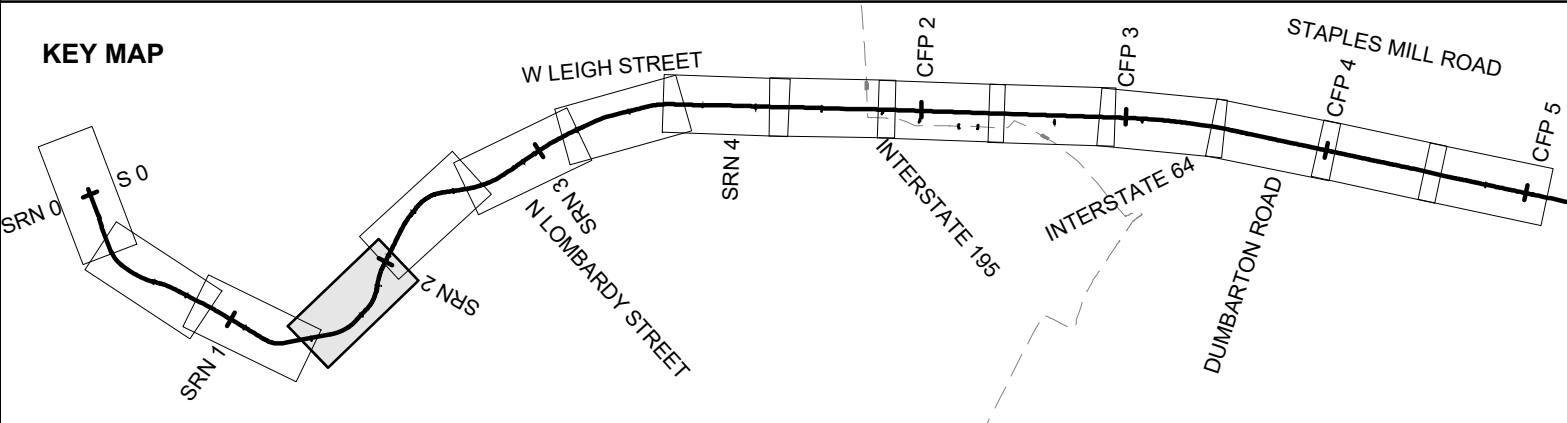 KEY MAP
S 0
SRN 0
SRN 1
SRN 2
SRN 3
N LOMBARDY STREET
W LEIGH STREET
SRN 4
INTERSTATE 195
CFP 2
CFP 3
INTERSTATE 64
DUMBARTON ROAD
STAPLES MILL ROAD
CFP 4
CFP 5